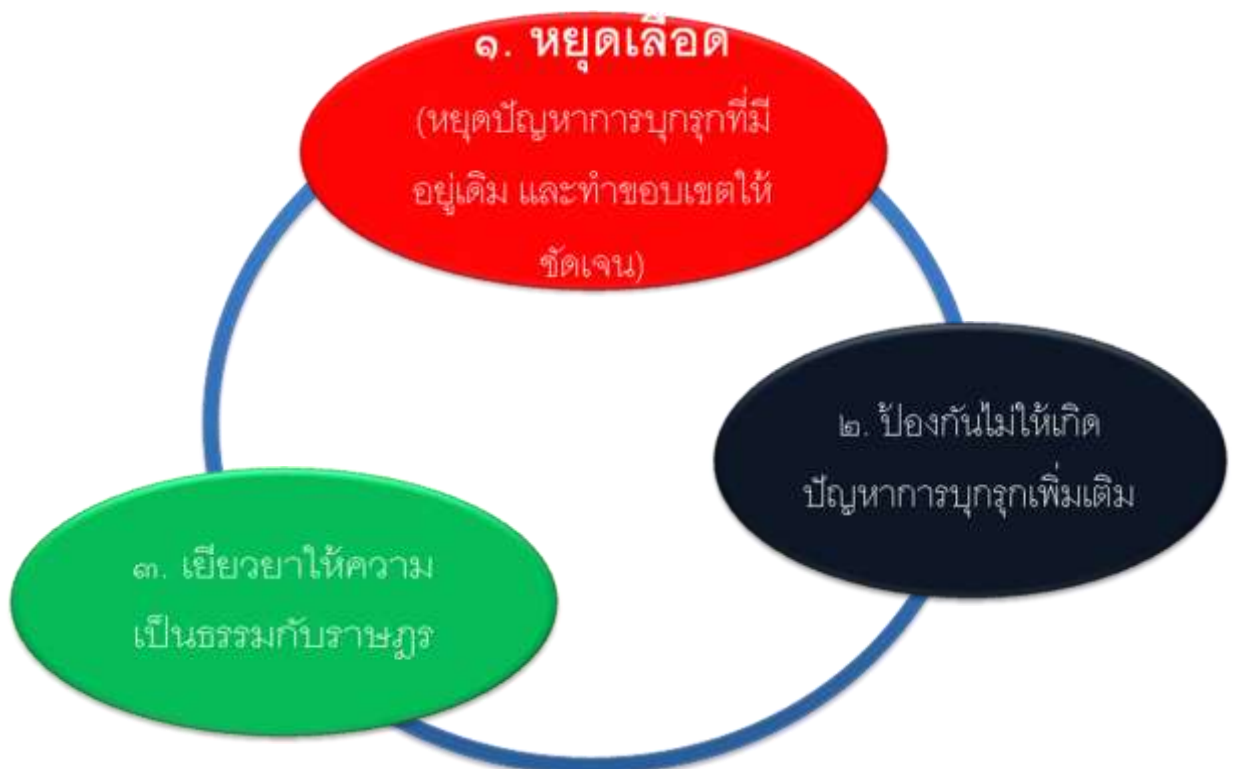 ๑. หยุดเลือด
(หยุดปัญหาการบุกรุกที่มี
อยู่เดิม และทำขอบเขตให้
ชัดเจน)
๒. ป้องกันไม่ให้เกิด
ปัญหาการบุกรุกเพิ่มเติม
๓. เยียวยาให้ความ
เป็นธรรมกับราษฎร